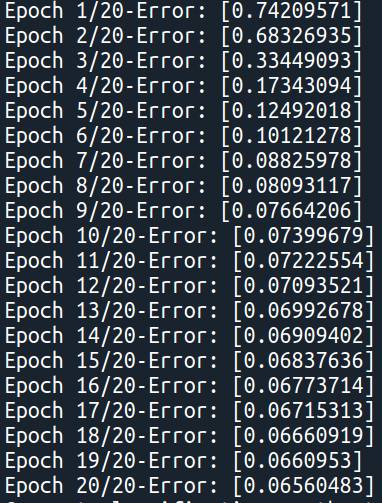 Epoch 1/20-Error: [0.74209571]
Epoch 2/20-Error: [0.68326935]
Epoch 3/20-Error: [0.33449093]
Epoch 4/20-Error: [0.17343094]
Epoch 5/20-Error: [0.12492018]
Epoch 6/20-Error: [0.10121278]
Epoch 7/20-Error: [0.08825978]
Epoch 8/20-Error: [0.08093117]
Epoch 9/20-Error: [0.07664206]
Epoch 10/20-Error: [0.07399679]
Epoch 11/20-Error: [0.07222554]
Epoch 12/20-Error: [0.07093521]
Epoch 13/20-Error: [0.06992678]
Epoch 14/20-Error: [0.06909402]
Epoch 15/20-Error: [0.06837636]
Epoch 16/20-Error: [0.06773714]
Epoch 17/20-Error: [0.06715313]
Epoch 18/20-Error: [0.06660919]
Epoch 19/20-Error: [0.0660953]
Epoch 20/20-Error: [0.06560483]